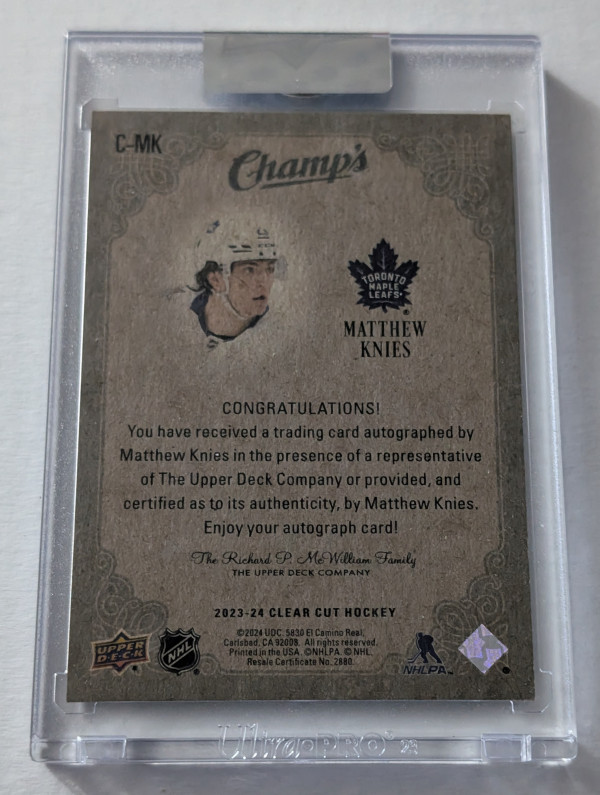 C-MK
Champ's
TORONTO
MAPLE
LEAFS
MATTHEW
KNIES
CONGRATULATIONS!
You have received a trading card autographed by
Matthew Knies in the presence of a representative
of The Upper Deck Company or provided, and
certified as to its authenticity, by Matthew Knies.
Enjoy your autograph card!
The Richard P. McWilliam Family
THE UPPER DECK COMPANY
2023-24 CLEAR CUT HOCKEY
©2024 UDC. 5830 El Camino Real,
Carlsbad, CA 92008. All rights reserved.
Printed in the USA. ©NHLPA. © NHL.
Resale Certificate No. 2880.
UPPER
D·E·C·K
NHL
NHLPA
Ultra·PRO®